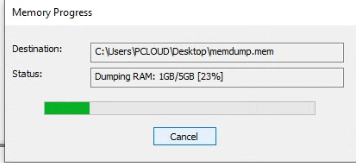 Memory Progress
Destination: C:\Users\PCLOUD\Desktop\memdump.mem
Status: Dumping RAM: 1GB/5GB [23%]
Cancel